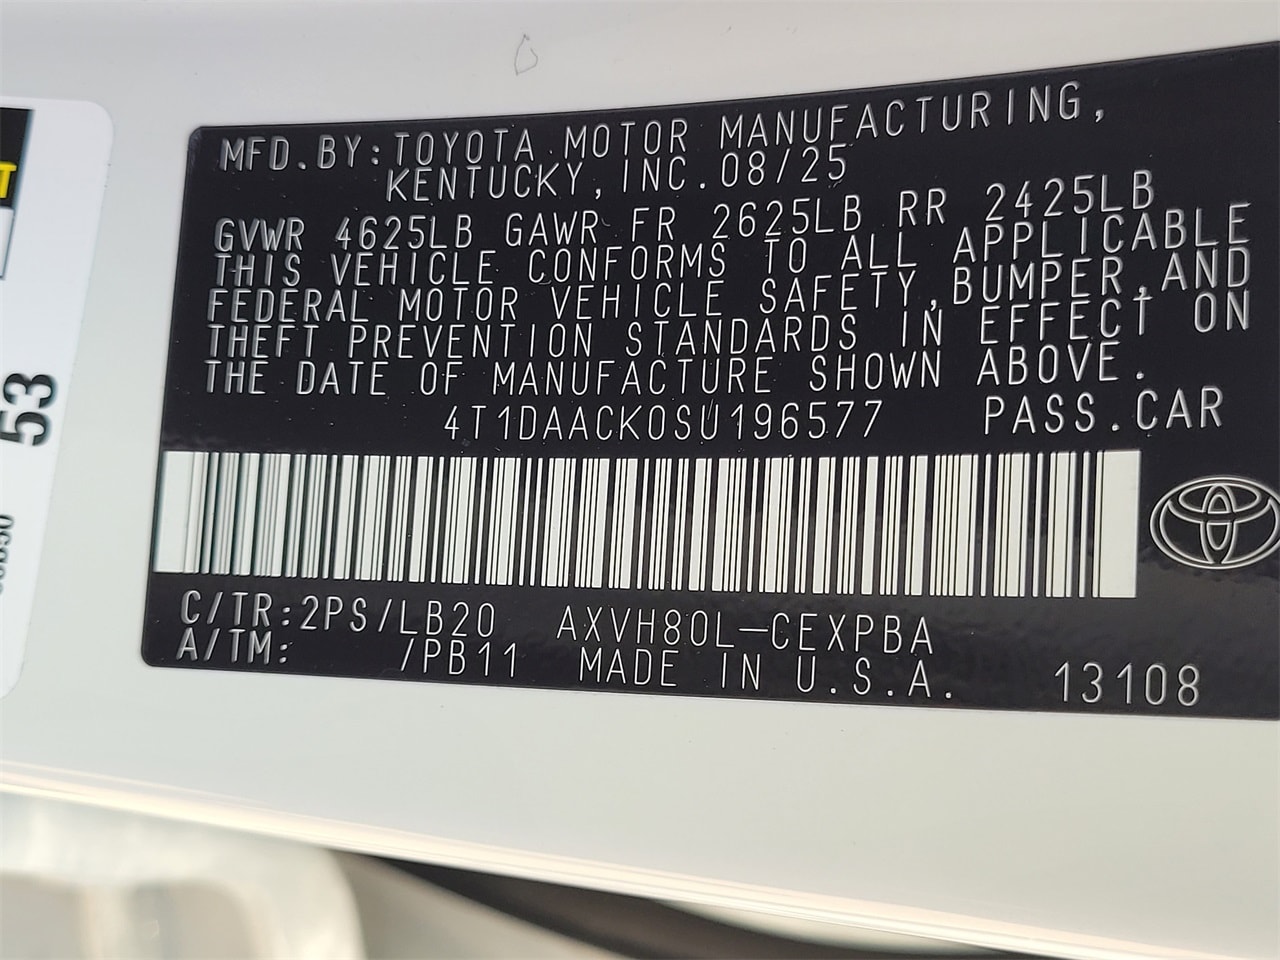 MFD.BY:TOYOTA MOTOR MANUFACTURING,
KENTUCKY, INC. 08/25
GVWR 4625LB GAWR FR 2625LB RR 2425LB
THIS VEHICLE CONFORMS TO ALL APPLICABLE
FEDERAL MOTOR VEHICLE SAFETY, BUMPER, AND
THEFT PREVENTION STANDARDS IN EFFECT ON
THE DATE OF MANUFACTURE SHOWN ABOVE.
4T1DAACK0SU196577 PASS.CAR
C/TR:2PS/LB20 AXVH80L-CEXPBA
A/TM: /PB11 MADE IN U.S.A. 13108
T
53